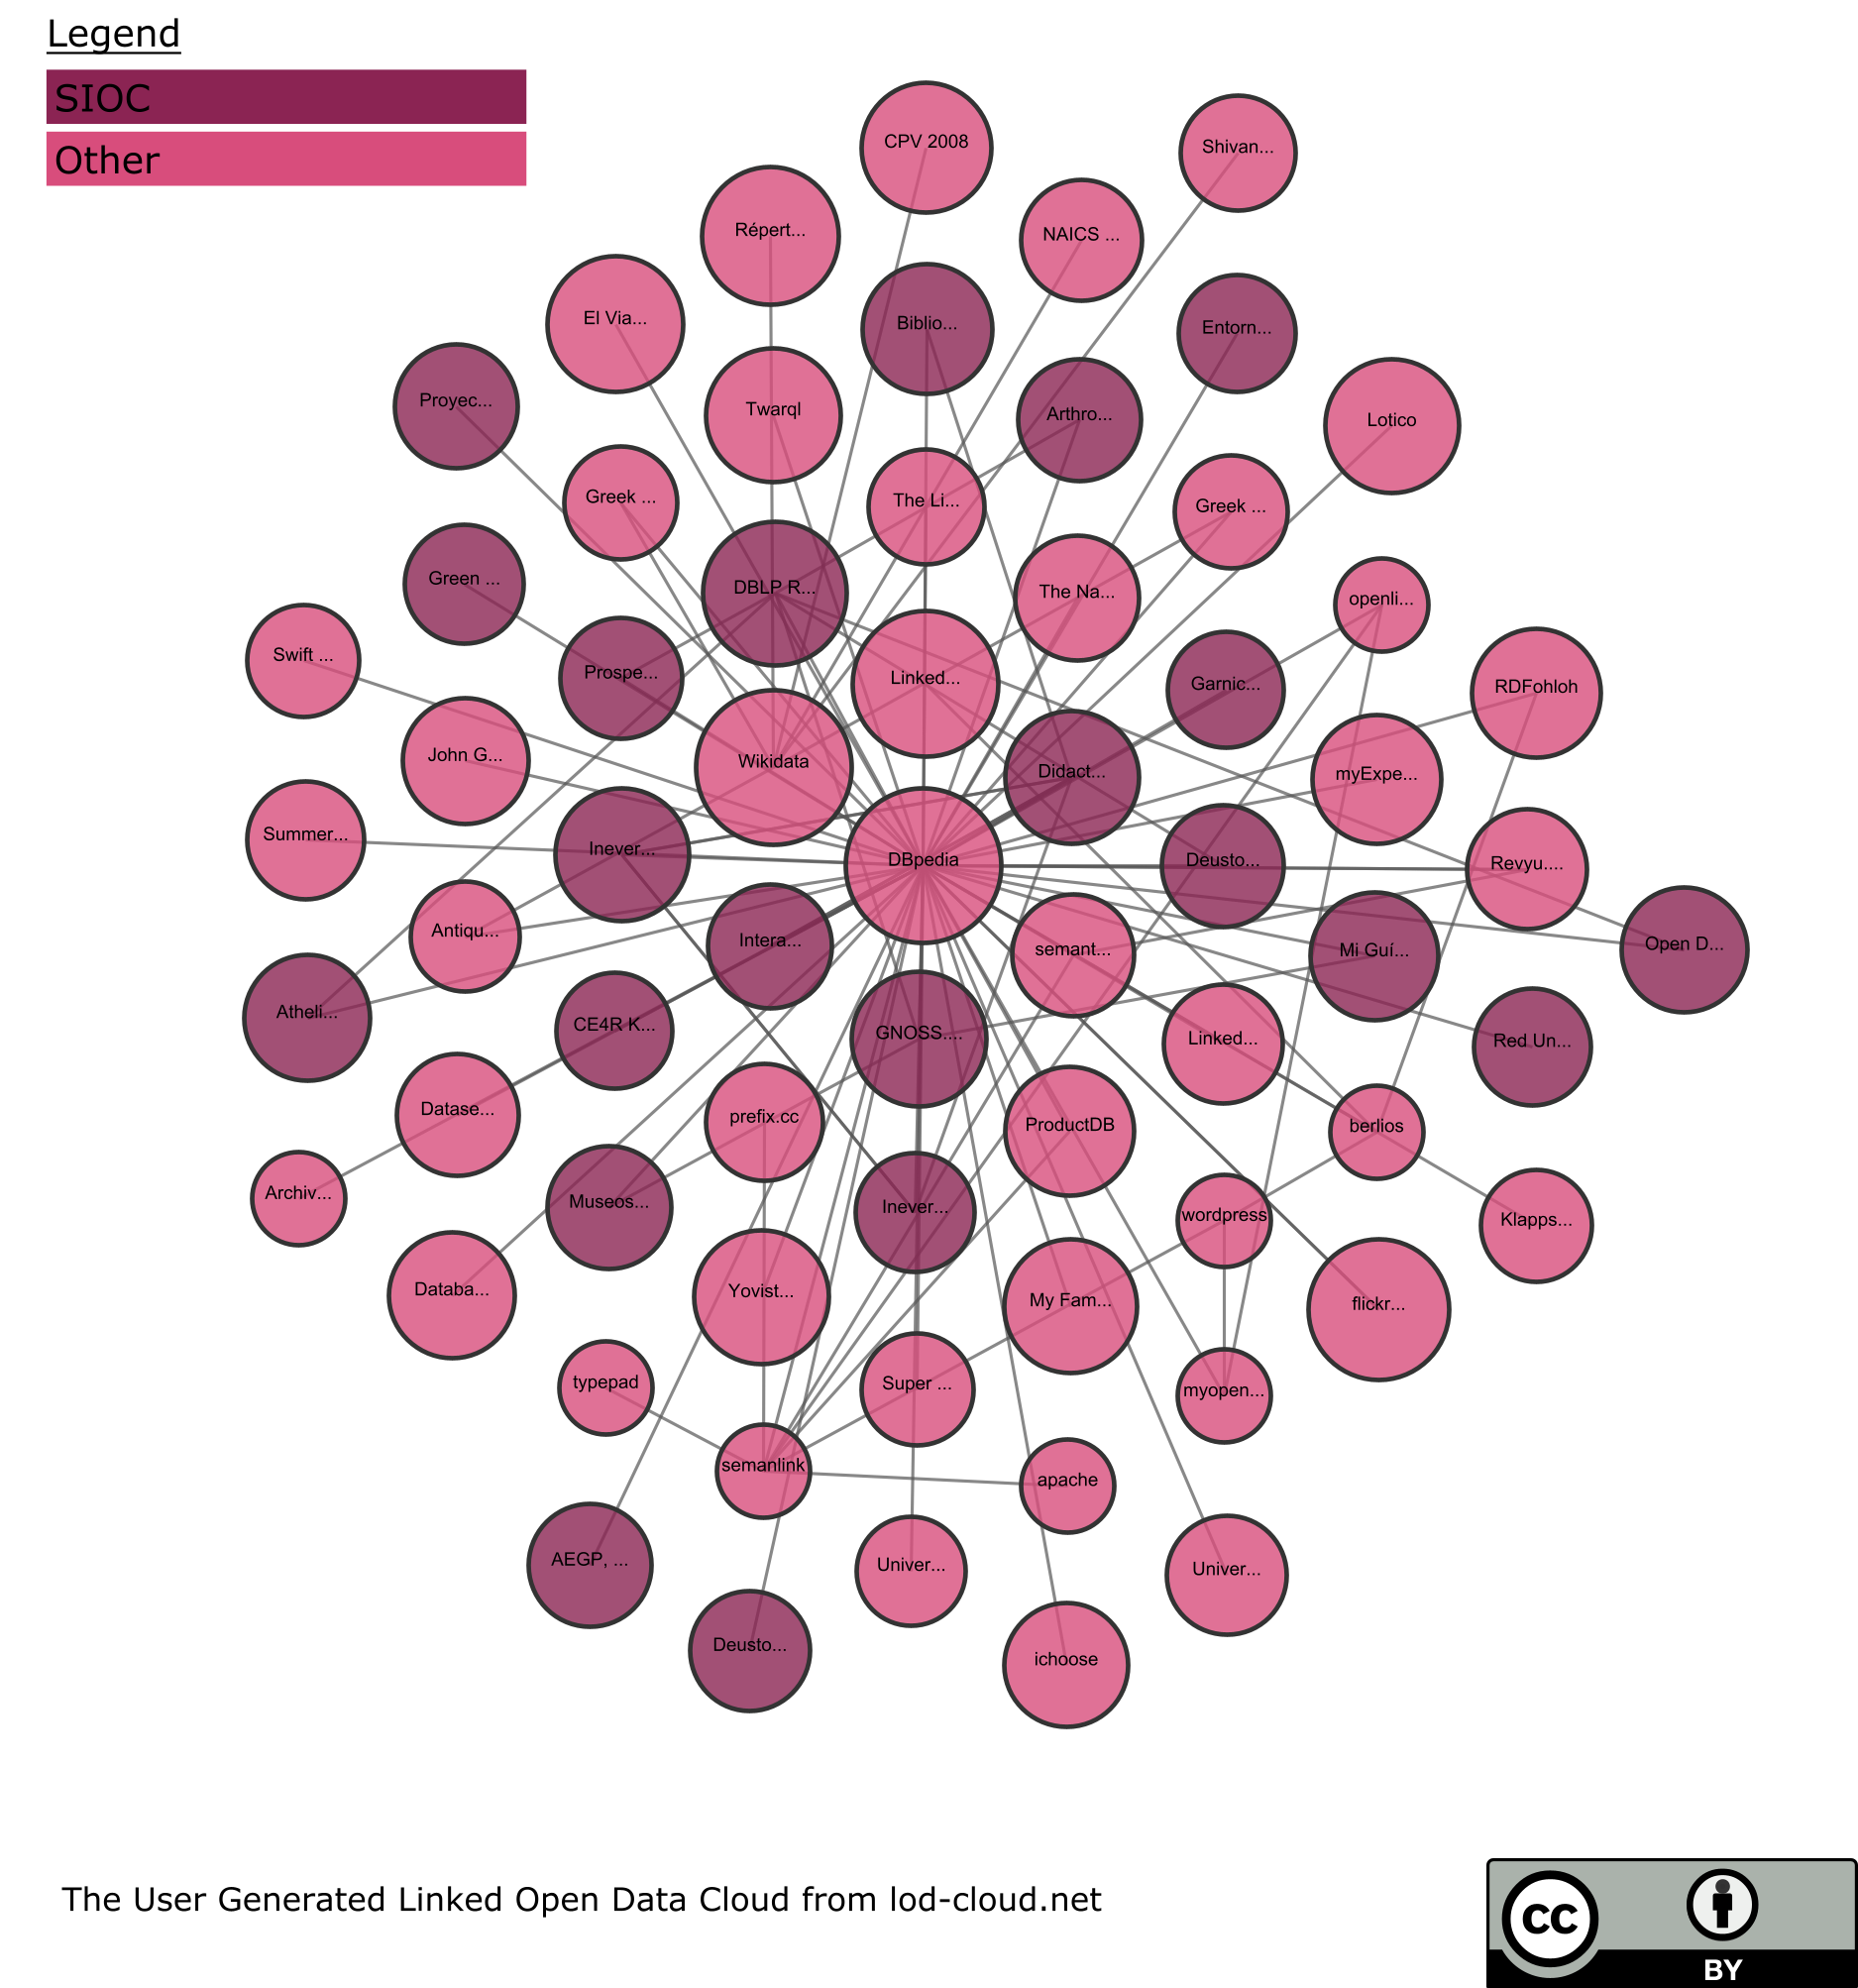 Legend
SIOC
Other
CPV 2008
Shivan...
Répert...
NAICS ...
El Via...
Biblio...
Entorn...
Proyec...
Twarql
Arthro...
Lotico
Greek ...
The Li...
Greek ...
Green ...
DBLP R...
The Na...
openli...
Swift ...
Prospe...
Linked...
Garnic...
RDFohloh
John G...
Wikidata
Didact...
myExpe...
Summer...
Inever...
DBpedia
Deusto...
Revyu....
Antiqu...
Intera...
semant...
Mi Guí...
Open D...
Atheli...
CE4R K...
GNOSS....
Linked...
Red Un...
Datase...
prefix.cc
ProductDB
berlios
Archiv...
Museos...
Inever...
wordpress
Klapps...
Databa...
Yovist...
My Fam...
flickr...
typepad
Super ...
myopen...
semanlink
apache
AEGP, ...
Univer...
Univer...
Deusto...
ichoose
The User Generated Linked Open Data Cloud from lod-cloud.net
cc
BY